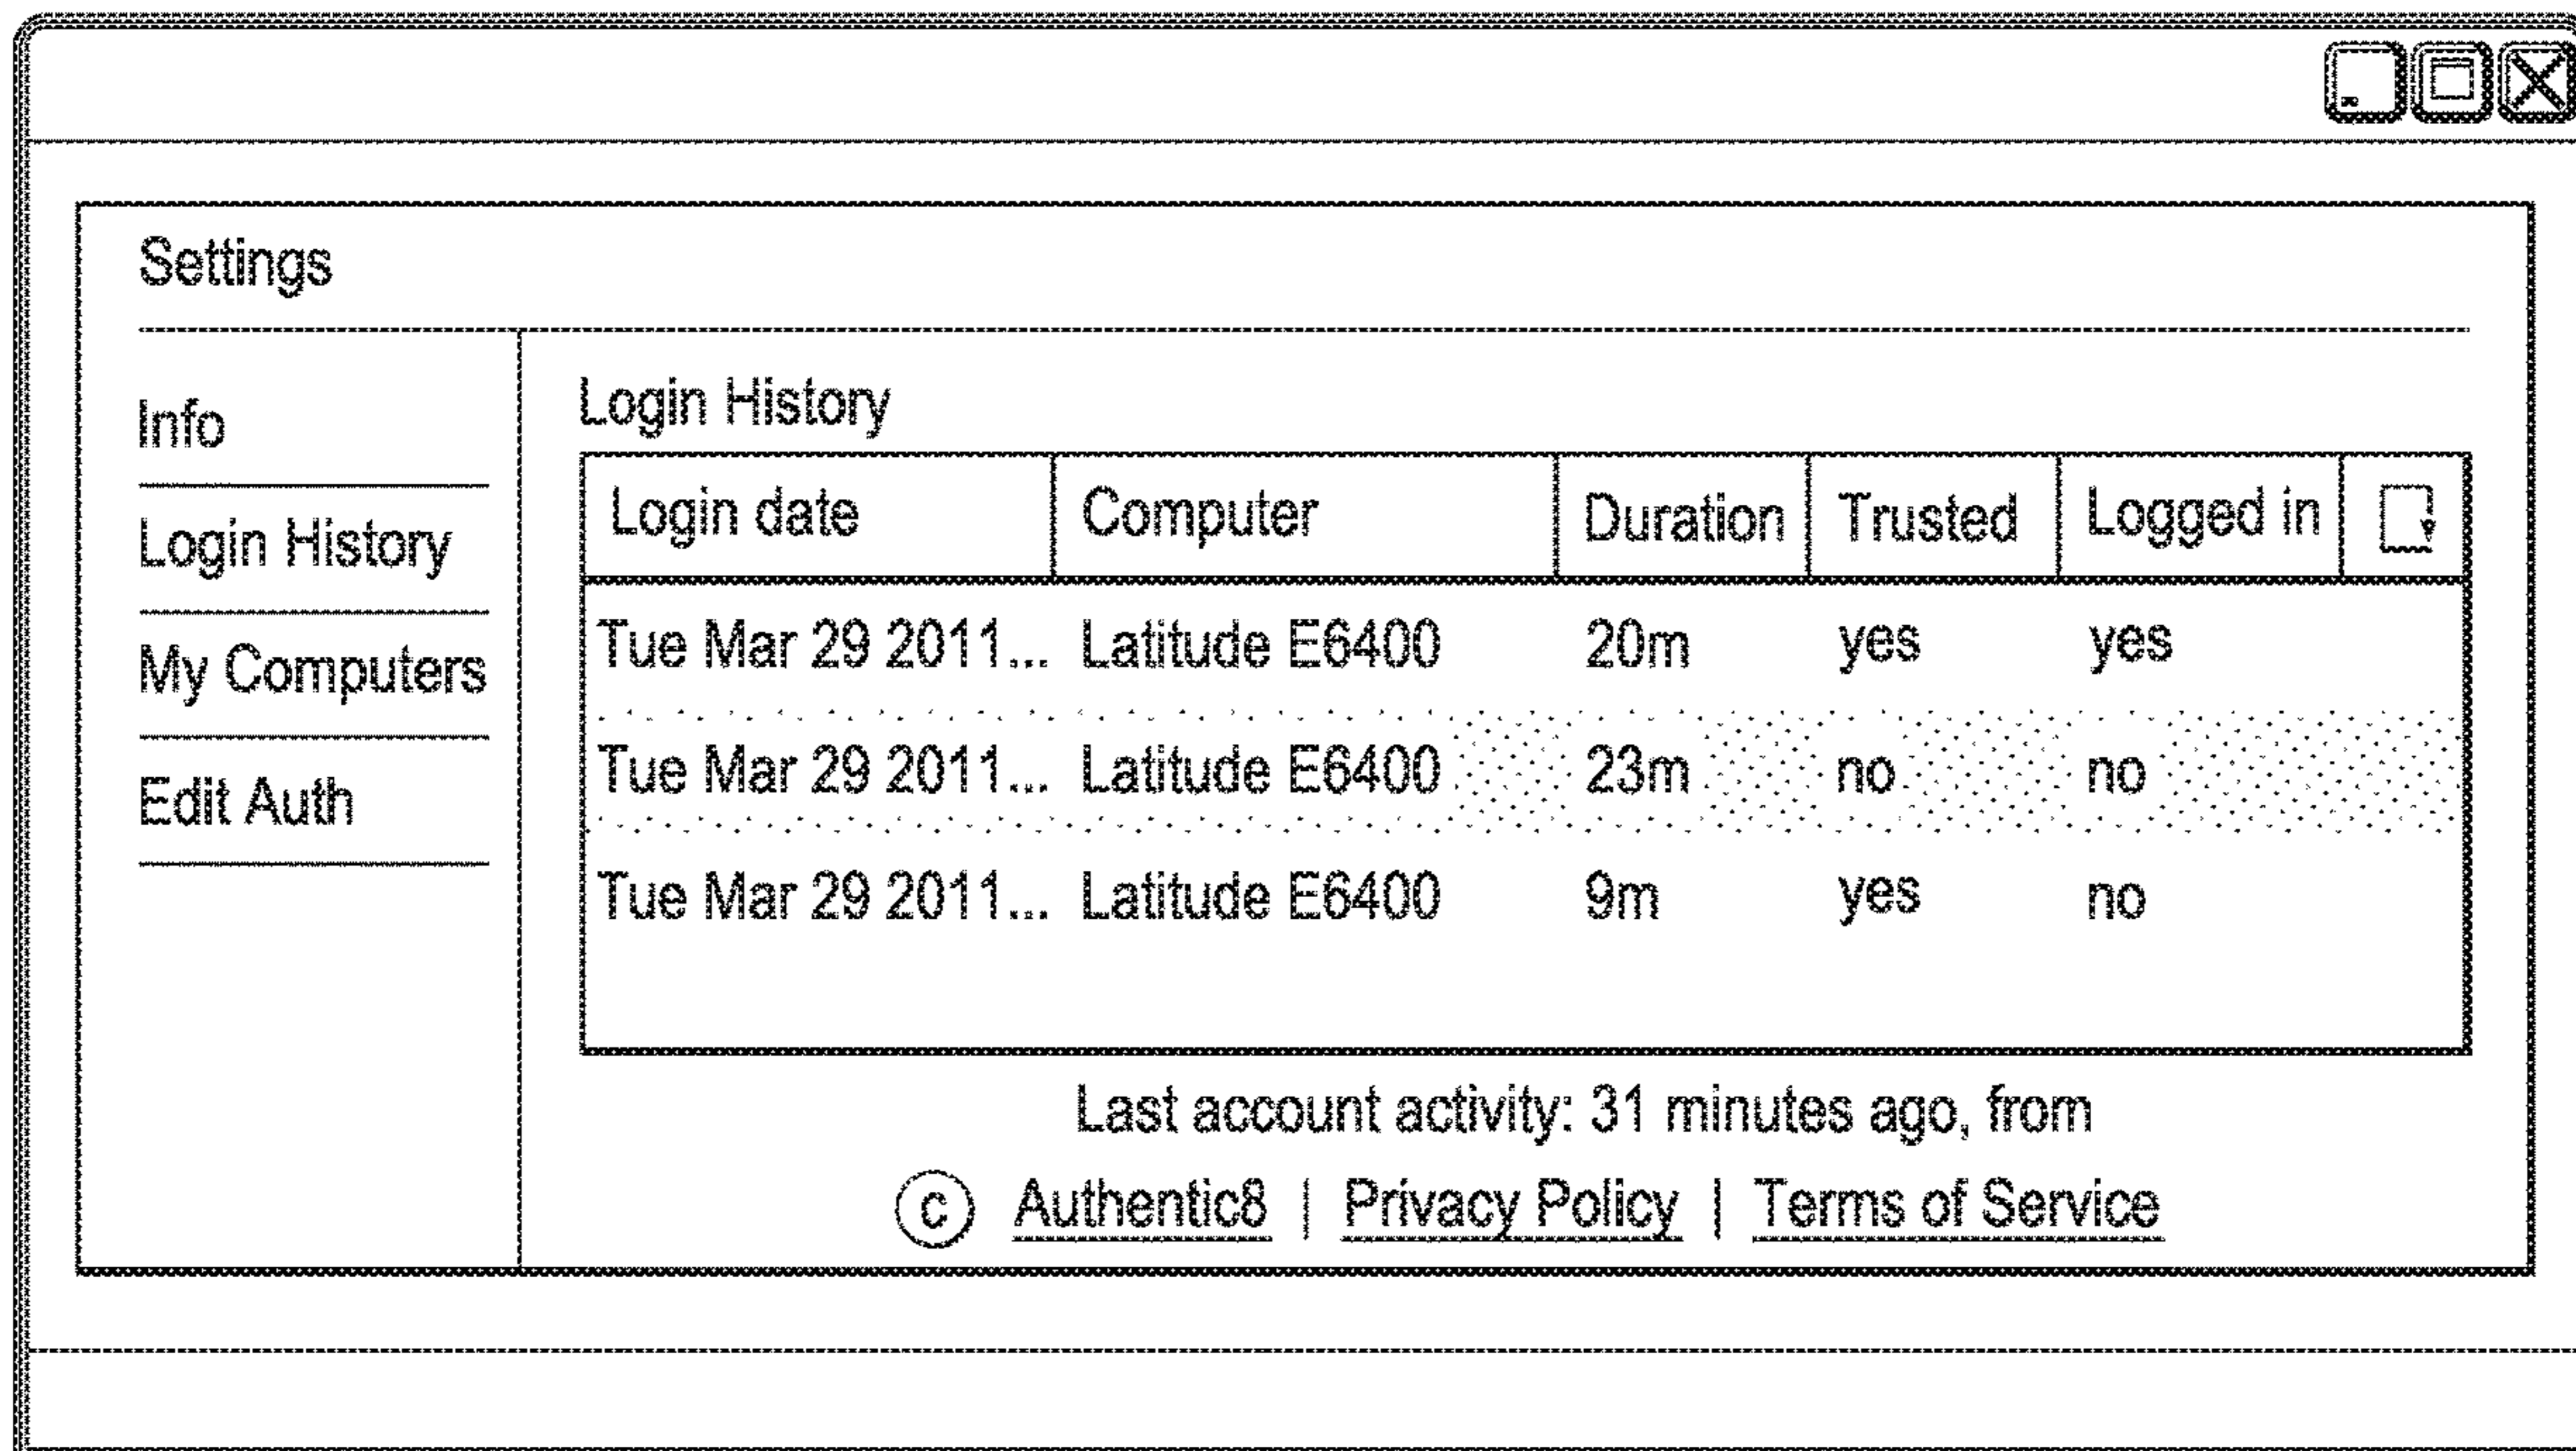 Settings
Info
Login History
My Computers
Edit Auth
Login History
Login date Computer Duration Trusted Logged in
Tue Mar 29 2011... Latitude E6400 20m yes yes
Tue Mar 29 2011... Latitude E6400 23m no no
Tue Mar 29 2011... Latitude E6400 9m yes no
Last account activity: 31 minutes ago, from
© Authentic8 | Privacy Policy | Terms of Service